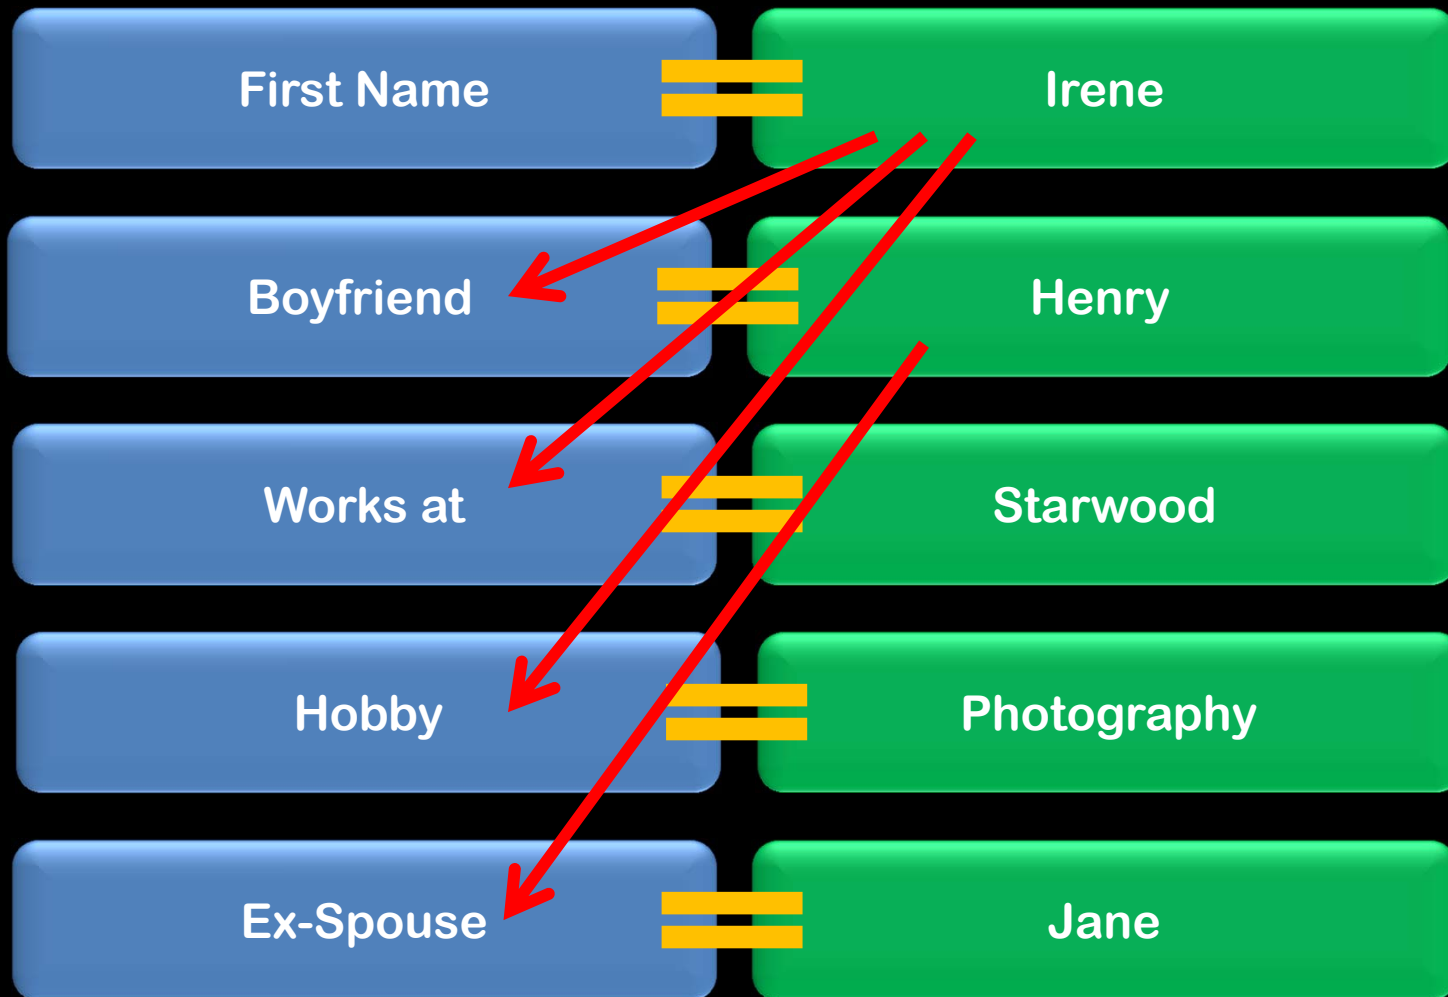 First Name
Irene
Boyfriend
Henry
Works at
Starwood
Hobby
Photography
Ex-Spouse
Jane